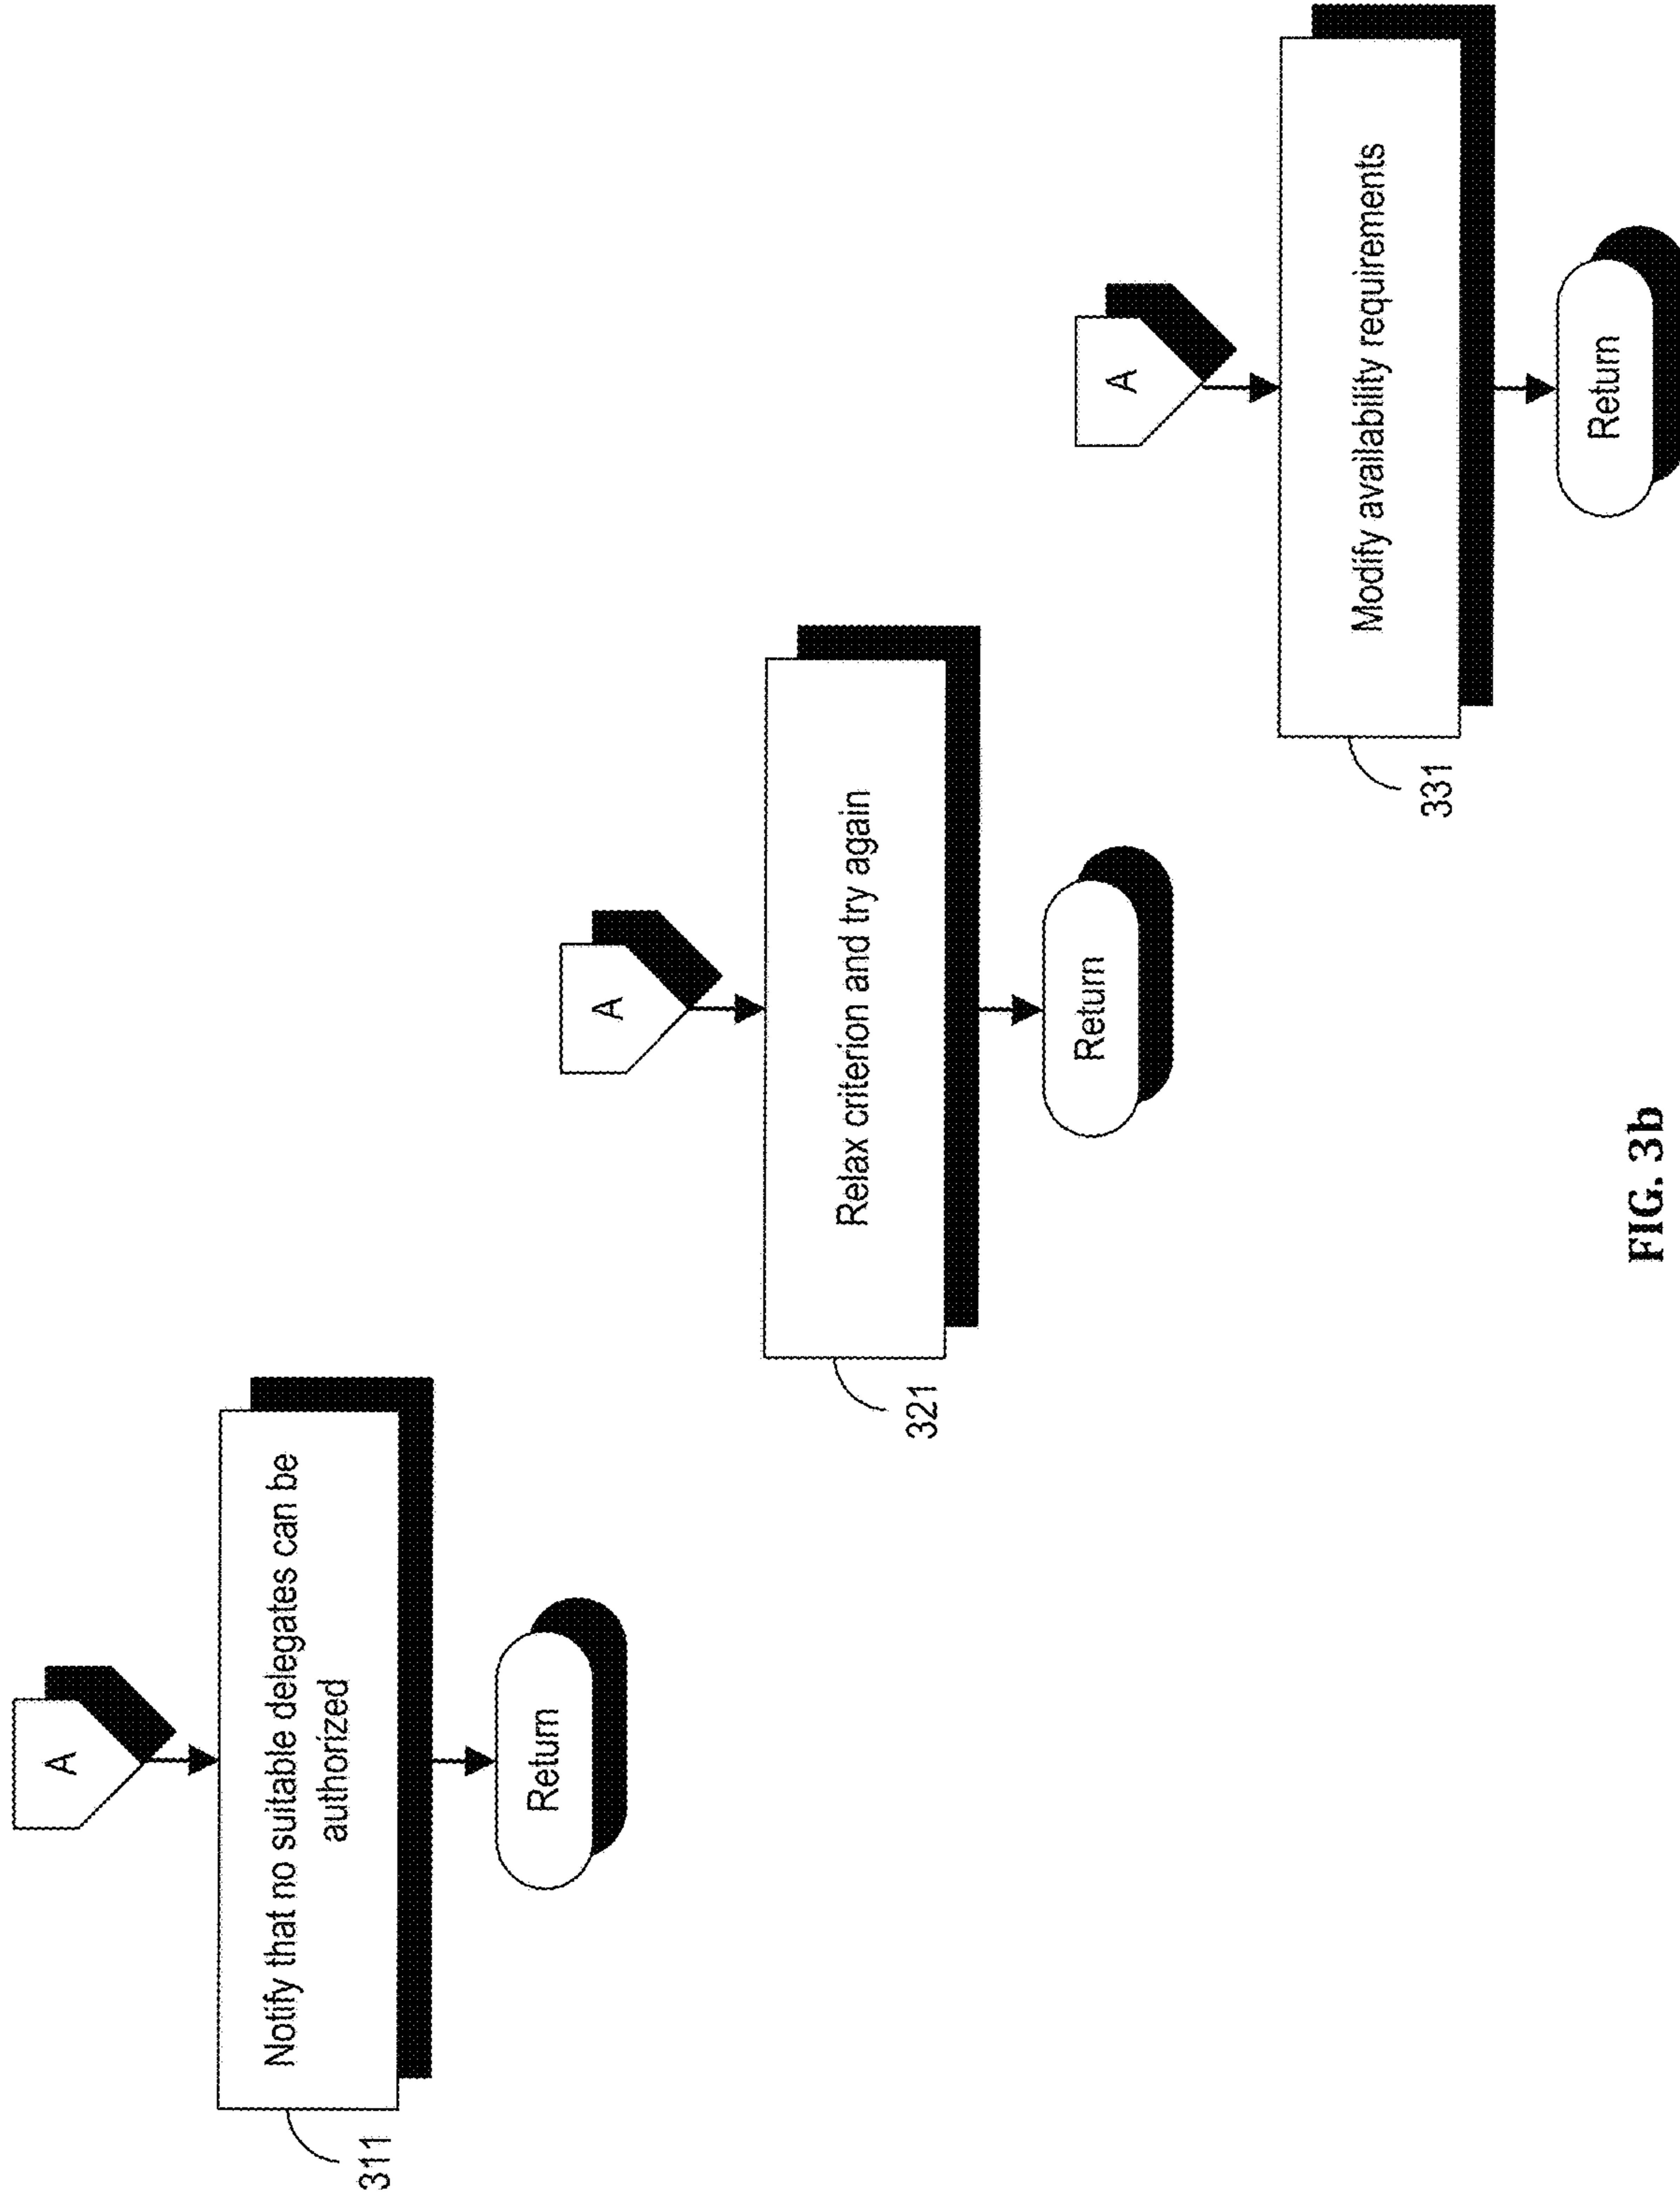 A
Notify that no suitable delegates can be
authorized
311
Return
A
Relax criterion and try again
321
Return
A
Modify availability requirements
331
Return
FIG. 3b